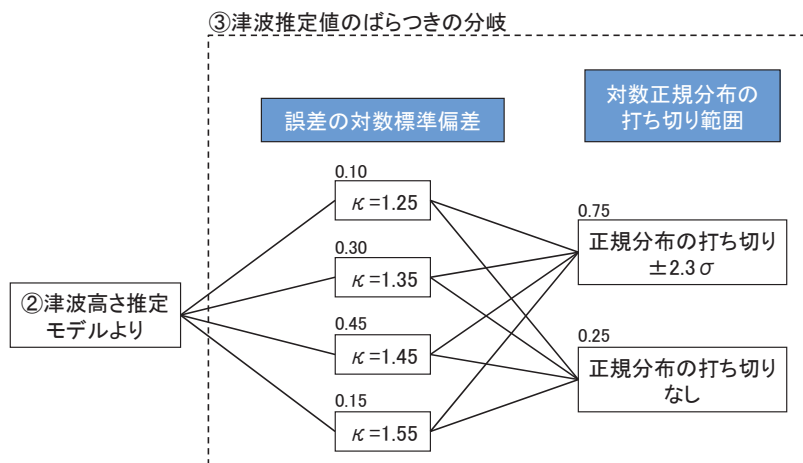 ③津波推定値のばらつきの分岐
誤差の対数標準偏差
対数正規分布の
打ち切り範囲
②津波高さ推定
モデルより
0.10
κ=1.25
0.30
κ=1.35
0.45
κ=1.45
0.15
κ=1.55
0.75
正規分布の打ち切り
±2.3σ
0.25
正規分布の打ち切り
なし